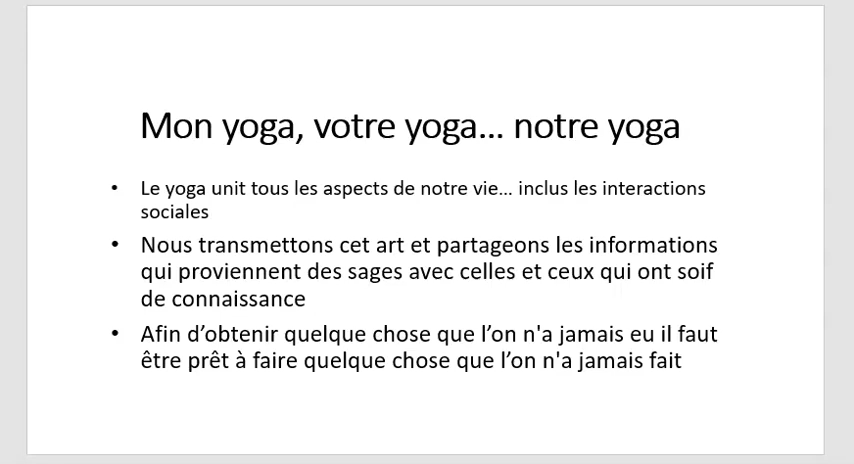 Mon yoga, votre yoga... notre yoga
• Le yoga unit tous les aspects de notre vie... inclus les interactions
sociales
• Nous transmettons cet art et partageons les informations
qui proviennent des sages avec celles et ceux qui ont soif
de connaissance
• Afin d’obtenir quelque chose que l’on n'a jamais eu il faut
être prêt à faire quelque chose que l’on n'a jamais fait